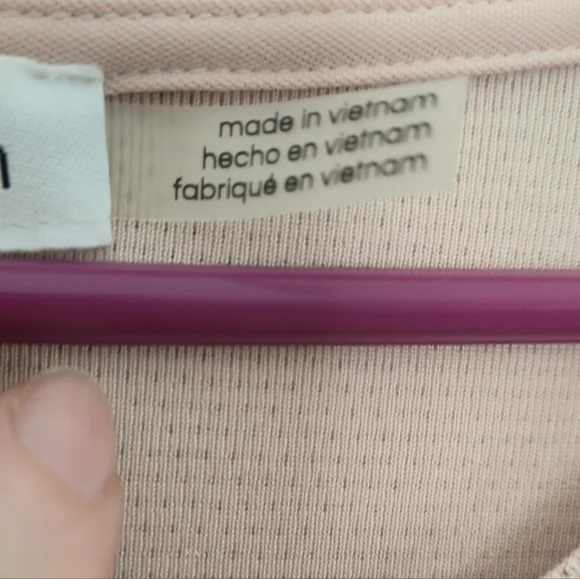 made in vietnam
hecho en vietnam
fabriqué en vietnam